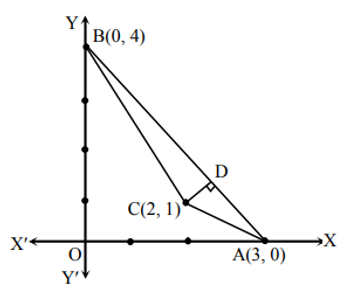 Y
B(0, 4)
D
C(2, 1)
X′
O
A(3, 0)
X
Y′